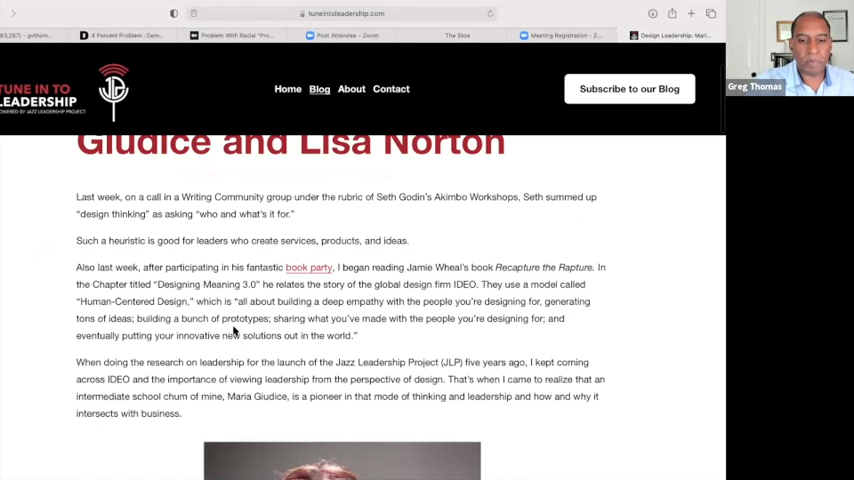 tuneintoleadership.com
63,287) - gvthom...
4 Percent Problem : Dem...
Problem With Racial "Pro...
Post Attendee - Zoom
The Stoa
Meeting Registration - Z...
Design Leadership: Mari...
TUNE IN TO
LEADERSHIP
POWERED BY JAZZ LEADERSHIP PROJECT
JLP
Home Blog About Contact
Subscribe to our Blog
Greg Thomas
Giudice and Lisa Norton
Last week, on a call in a Writing Community group under the rubric of Seth Godin's Akimbo Workshops, Seth summed up
"design thinking" as asking "who and what's it for."
Such a heuristic is good for leaders who create services, products, and ideas.
Also last week, after participating in his fantastic book party, I began reading Jamie Wheal's book Recapture the Rapture. In
the Chapter titled "Designing Meaning 3.0" he relates the story of the global design firm IDEO. They use a model called
"Human-Centered Design," which is "all about building a deep empathy with the people you're designing for, generating
tons of ideas; building a bunch of prototypes; sharing what you've made with the people you're designing for; and
eventually putting your innovative new solutions out in the world."
When doing the research on leadership for the launch of the Jazz Leadership Project (JLP) five years ago, I kept coming
across IDEO and the importance of viewing leadership from the perspective of design. That's when I came to realize that an
intermediate school chum of mine, Maria Giudice, is a pioneer in that mode of thinking and leadership and how and why it
intersects with business.